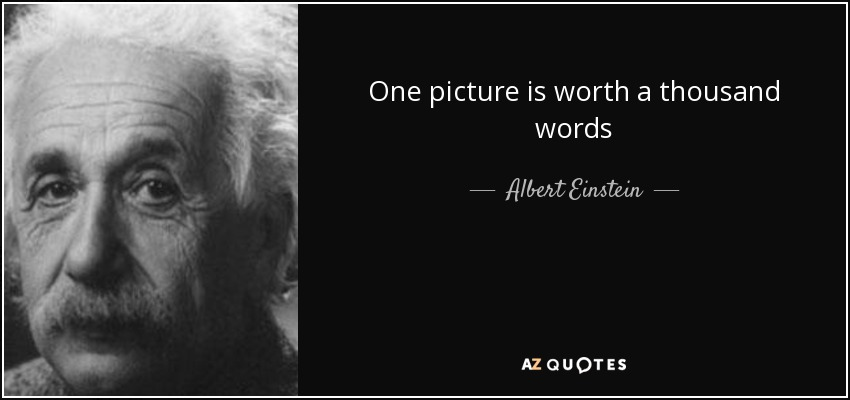 One picture is worth a thousand
words
Albert Einstein
AZ QUOTES